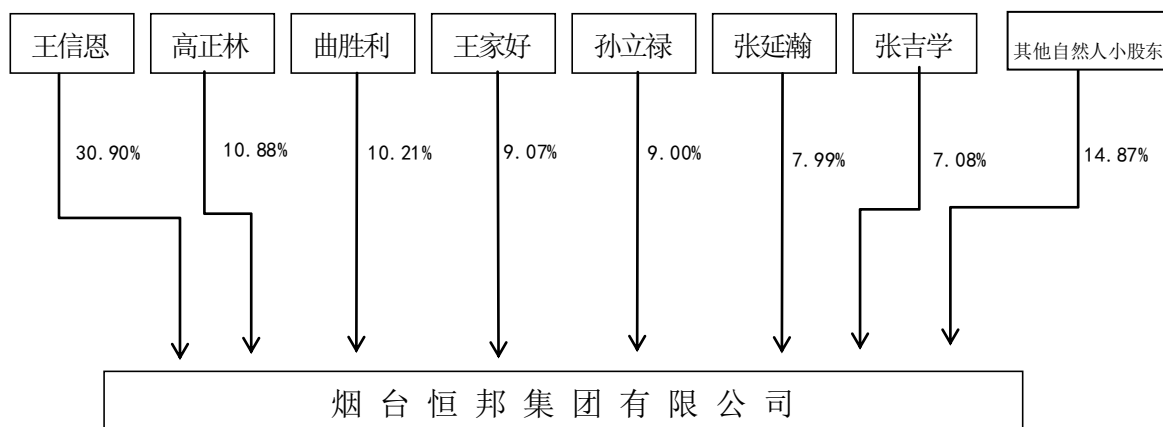 王信恩
高正林
曲胜利
王家好
孙立禄
张延瀚
张吉学
其他自然人小股东
30.90%
10.88%
10.21%
9.07%
9.00%
7.99%
7.08%
14.87%
烟台恒邦集团有限公司